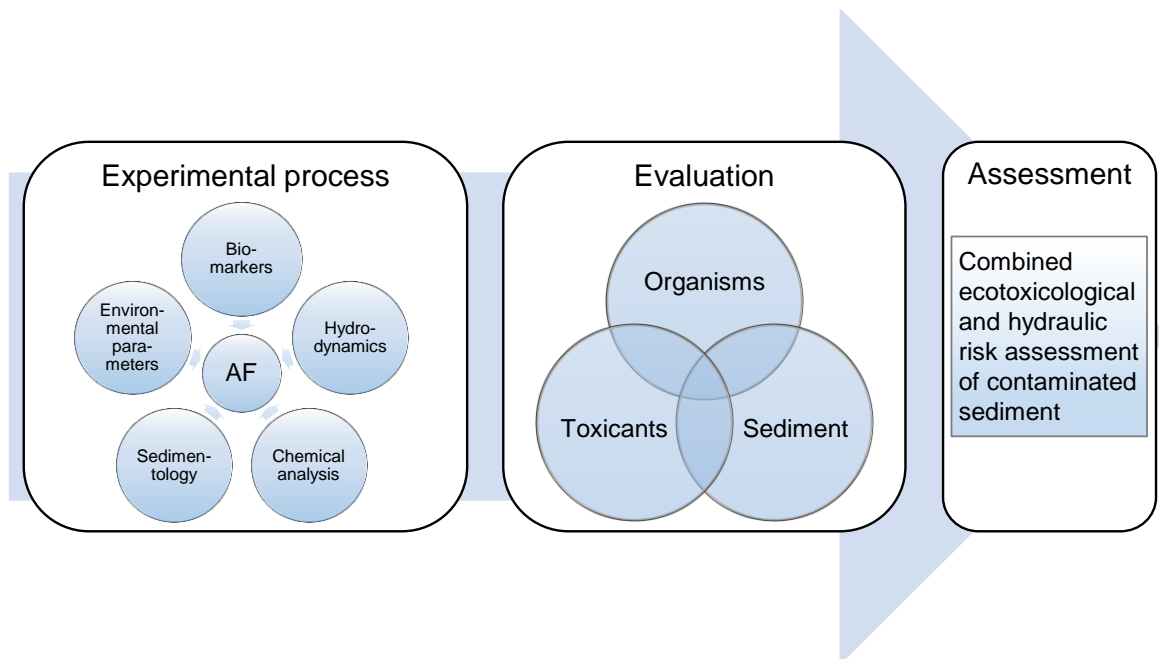 Experimental process
Bio-
markers
Environ-
mental
para-
meters
Hydro-
dynamics
AF
Sedimen-
tology
Chemical
analysis
Evaluation
Organisms
Toxicants
Sediment
Assessment
Combined
ecotoxicological
and hydraulic
risk assessment
of contaminated
sediment